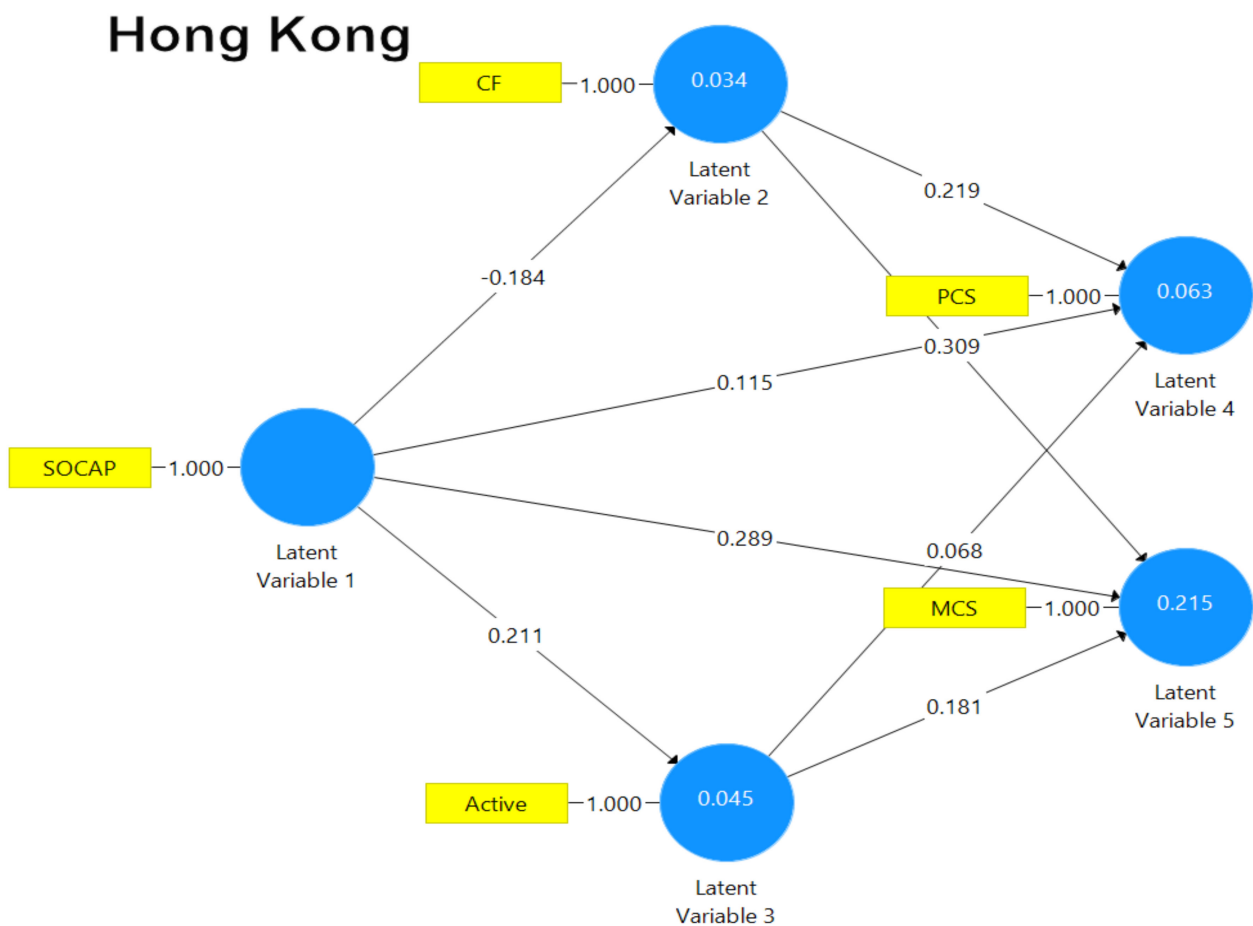 Hong Kong
CF
1.000
0.034
Latent
Variable 2
0.219
-0.184
PCS
1.000
0.063
0.309
0.115
Latent
Variable 4
SOCAP
1.000
Latent
Variable 1
0.289
0.068
MCS
1.000
0.215
0.211
Latent
Variable 5
0.181
Active
1.000
0.045
Latent
Variable 3